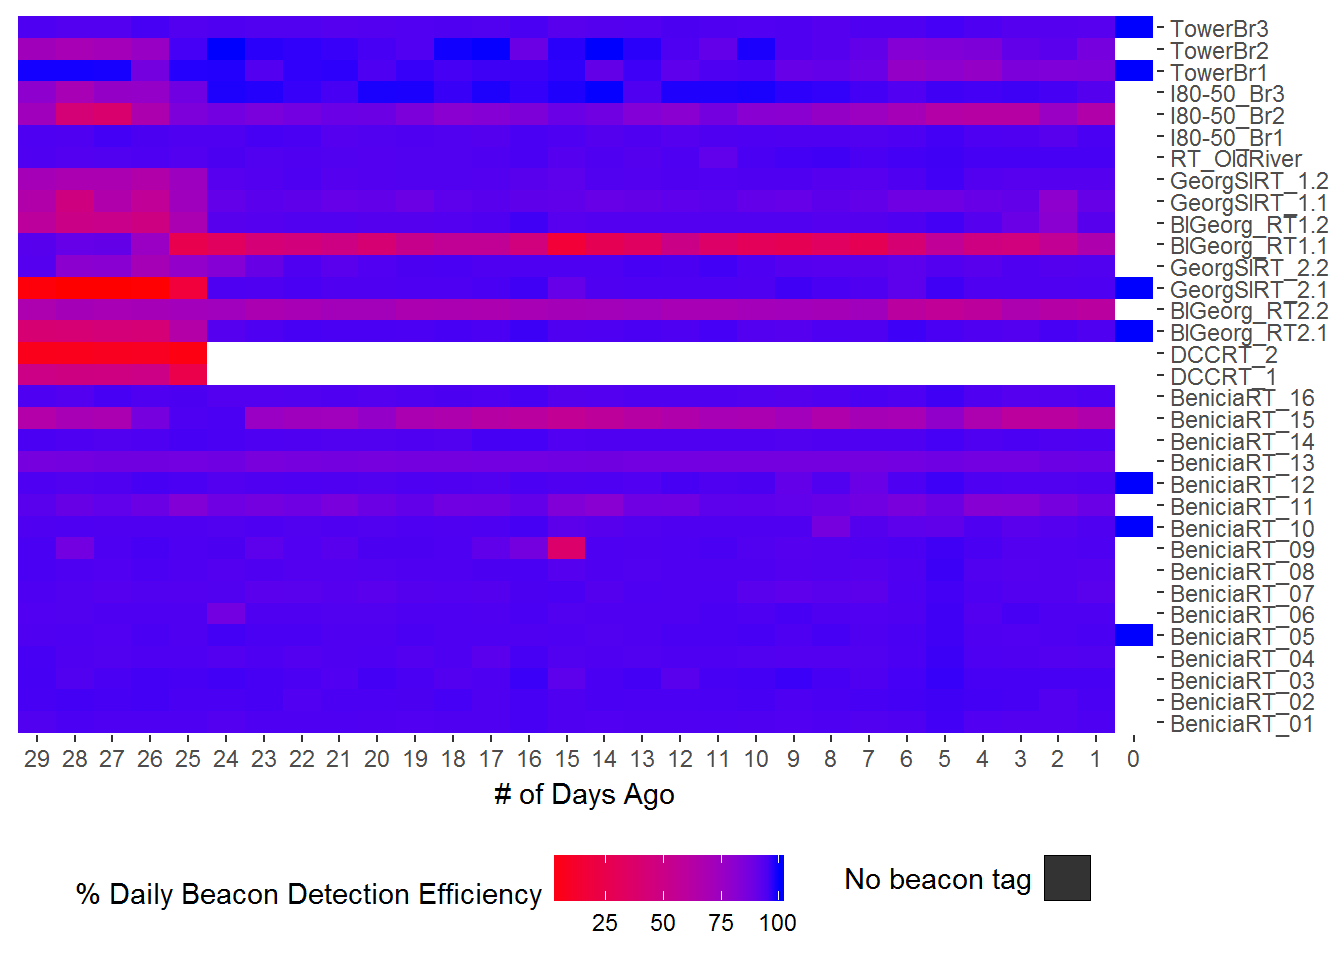 TowerBr3
TowerBr2
TowerBr1
I80-50_Br3
I80-50_Br2
I80-50_Br1
RT_OldRiver
GeorgSlRT_1.2
GeorgSlRT_1.1
BlGeorg_RT1.2
BlGeorg_RT1.1
GeorgSlRT_2.2
GeorgSlRT_2.1
BlGeorg_RT2.2
BlGeorg_RT2.1
DCCRT_2
DCCRT_1
BeniciaRT_16
BeniciaRT_15
BeniciaRT_14
BeniciaRT_13
BeniciaRT_12
BeniciaRT_11
BeniciaRT_10
BeniciaRT_09
BeniciaRT_08
BeniciaRT_07
BeniciaRT_06
BeniciaRT_05
BeniciaRT_04
BeniciaRT_03
BeniciaRT_02
BeniciaRT_01
29 28 27 26 25 24 23 22 21 20 19 18 17 16 15 14 13 12 11 10 9 8 7 6 5 4 3 2 1 0
# of Days Ago
% Daily Beacon Detection Efficiency
25 50 75 100
No beacon tag